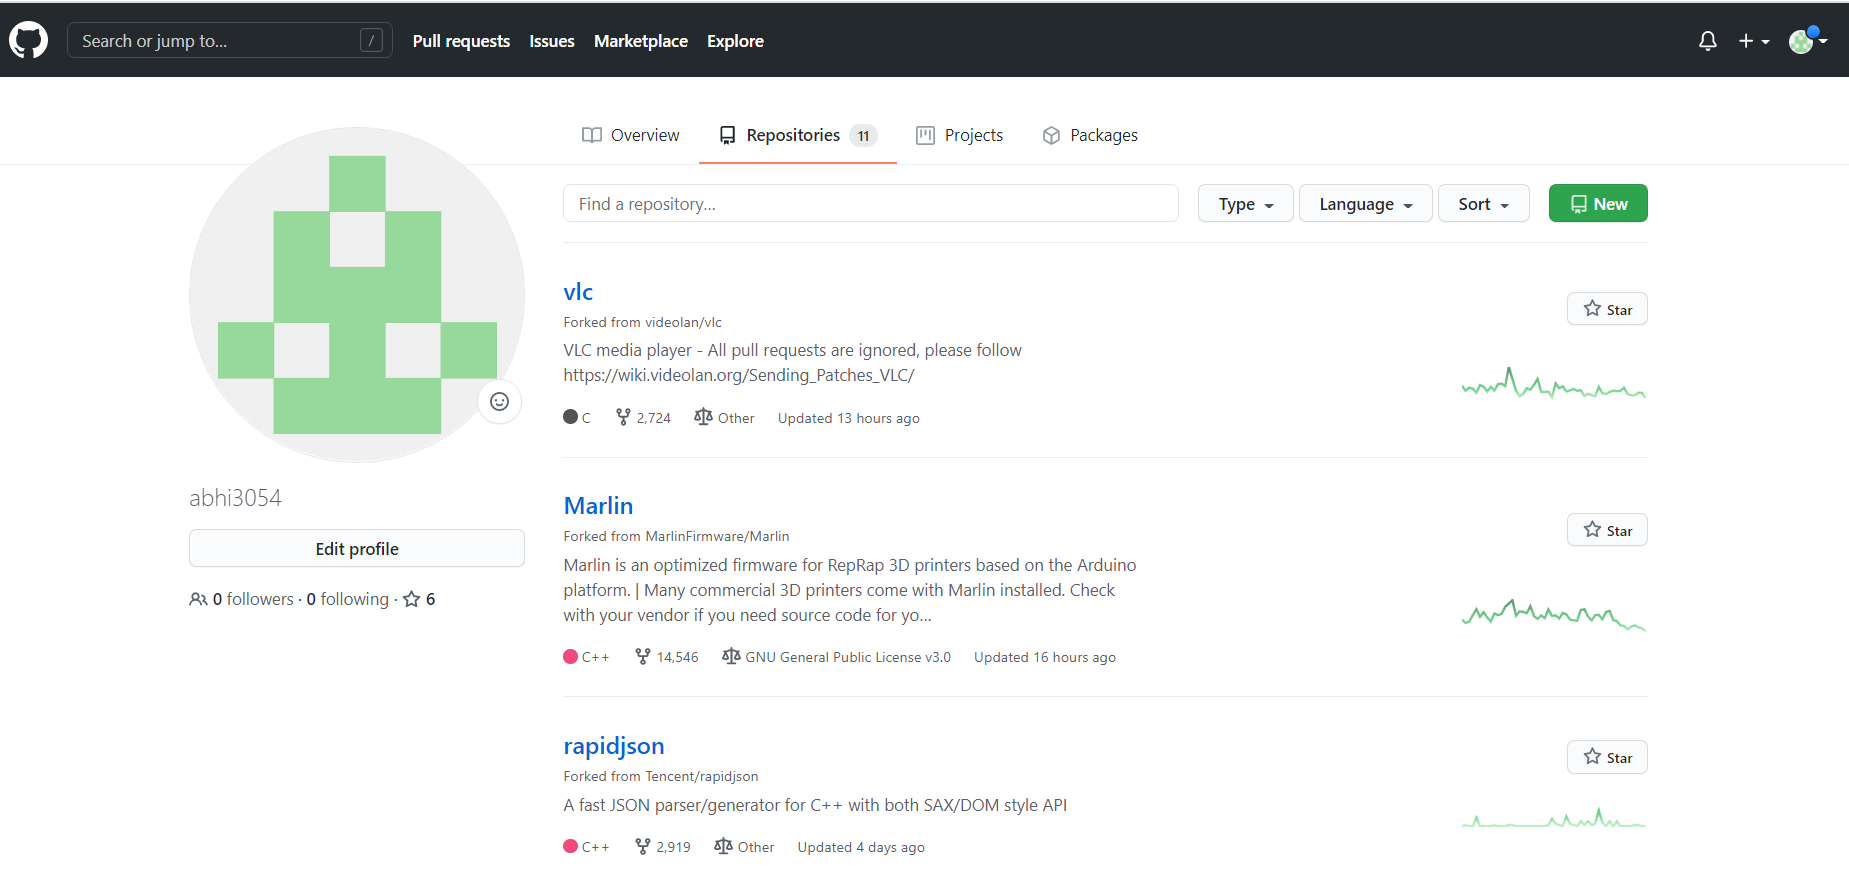 Search or jump to... /
Pull requests Issues Marketplace Explore
Overview Repositories 11 Projects Packages
Find a repository... Type Language Sort New
abhi3054
Edit profile
0 followers · 0 following · 6
vlc
Star
Forked from videolan/vlc
VLC media player - All pull requests are ignored, please follow
https://wiki.videolan.org/Sending_Patches_VLC/
C 2,724 Other Updated 13 hours ago
Marlin
Star
Forked from MarlinFirmware/Marlin
Marlin is an optimized firmware for RepRap 3D printers based on the Arduino
platform. | Many commercial 3D printers come with Marlin installed. Check
with your vendor if you need source code for yo...
C++ 14,546 GNU General Public License v3.0 Updated 16 hours ago
rapidjson
Star
Forked from Tencent/rapidjson
A fast JSON parser/generator for C++ with both SAX/DOM style API
C++ 2,919 Other Updated 4 days ago